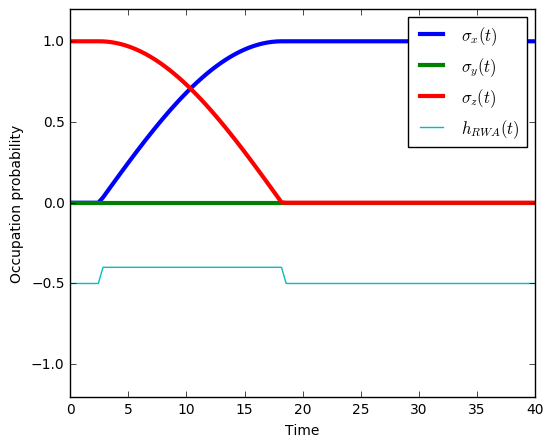 1.0
0.5
0.0
−0.5
−1.0
Occupation probability
0 5 10 15 20 25 30 35 40
Time
σx(t)
σy(t)
σz(t)
hRWA(t)